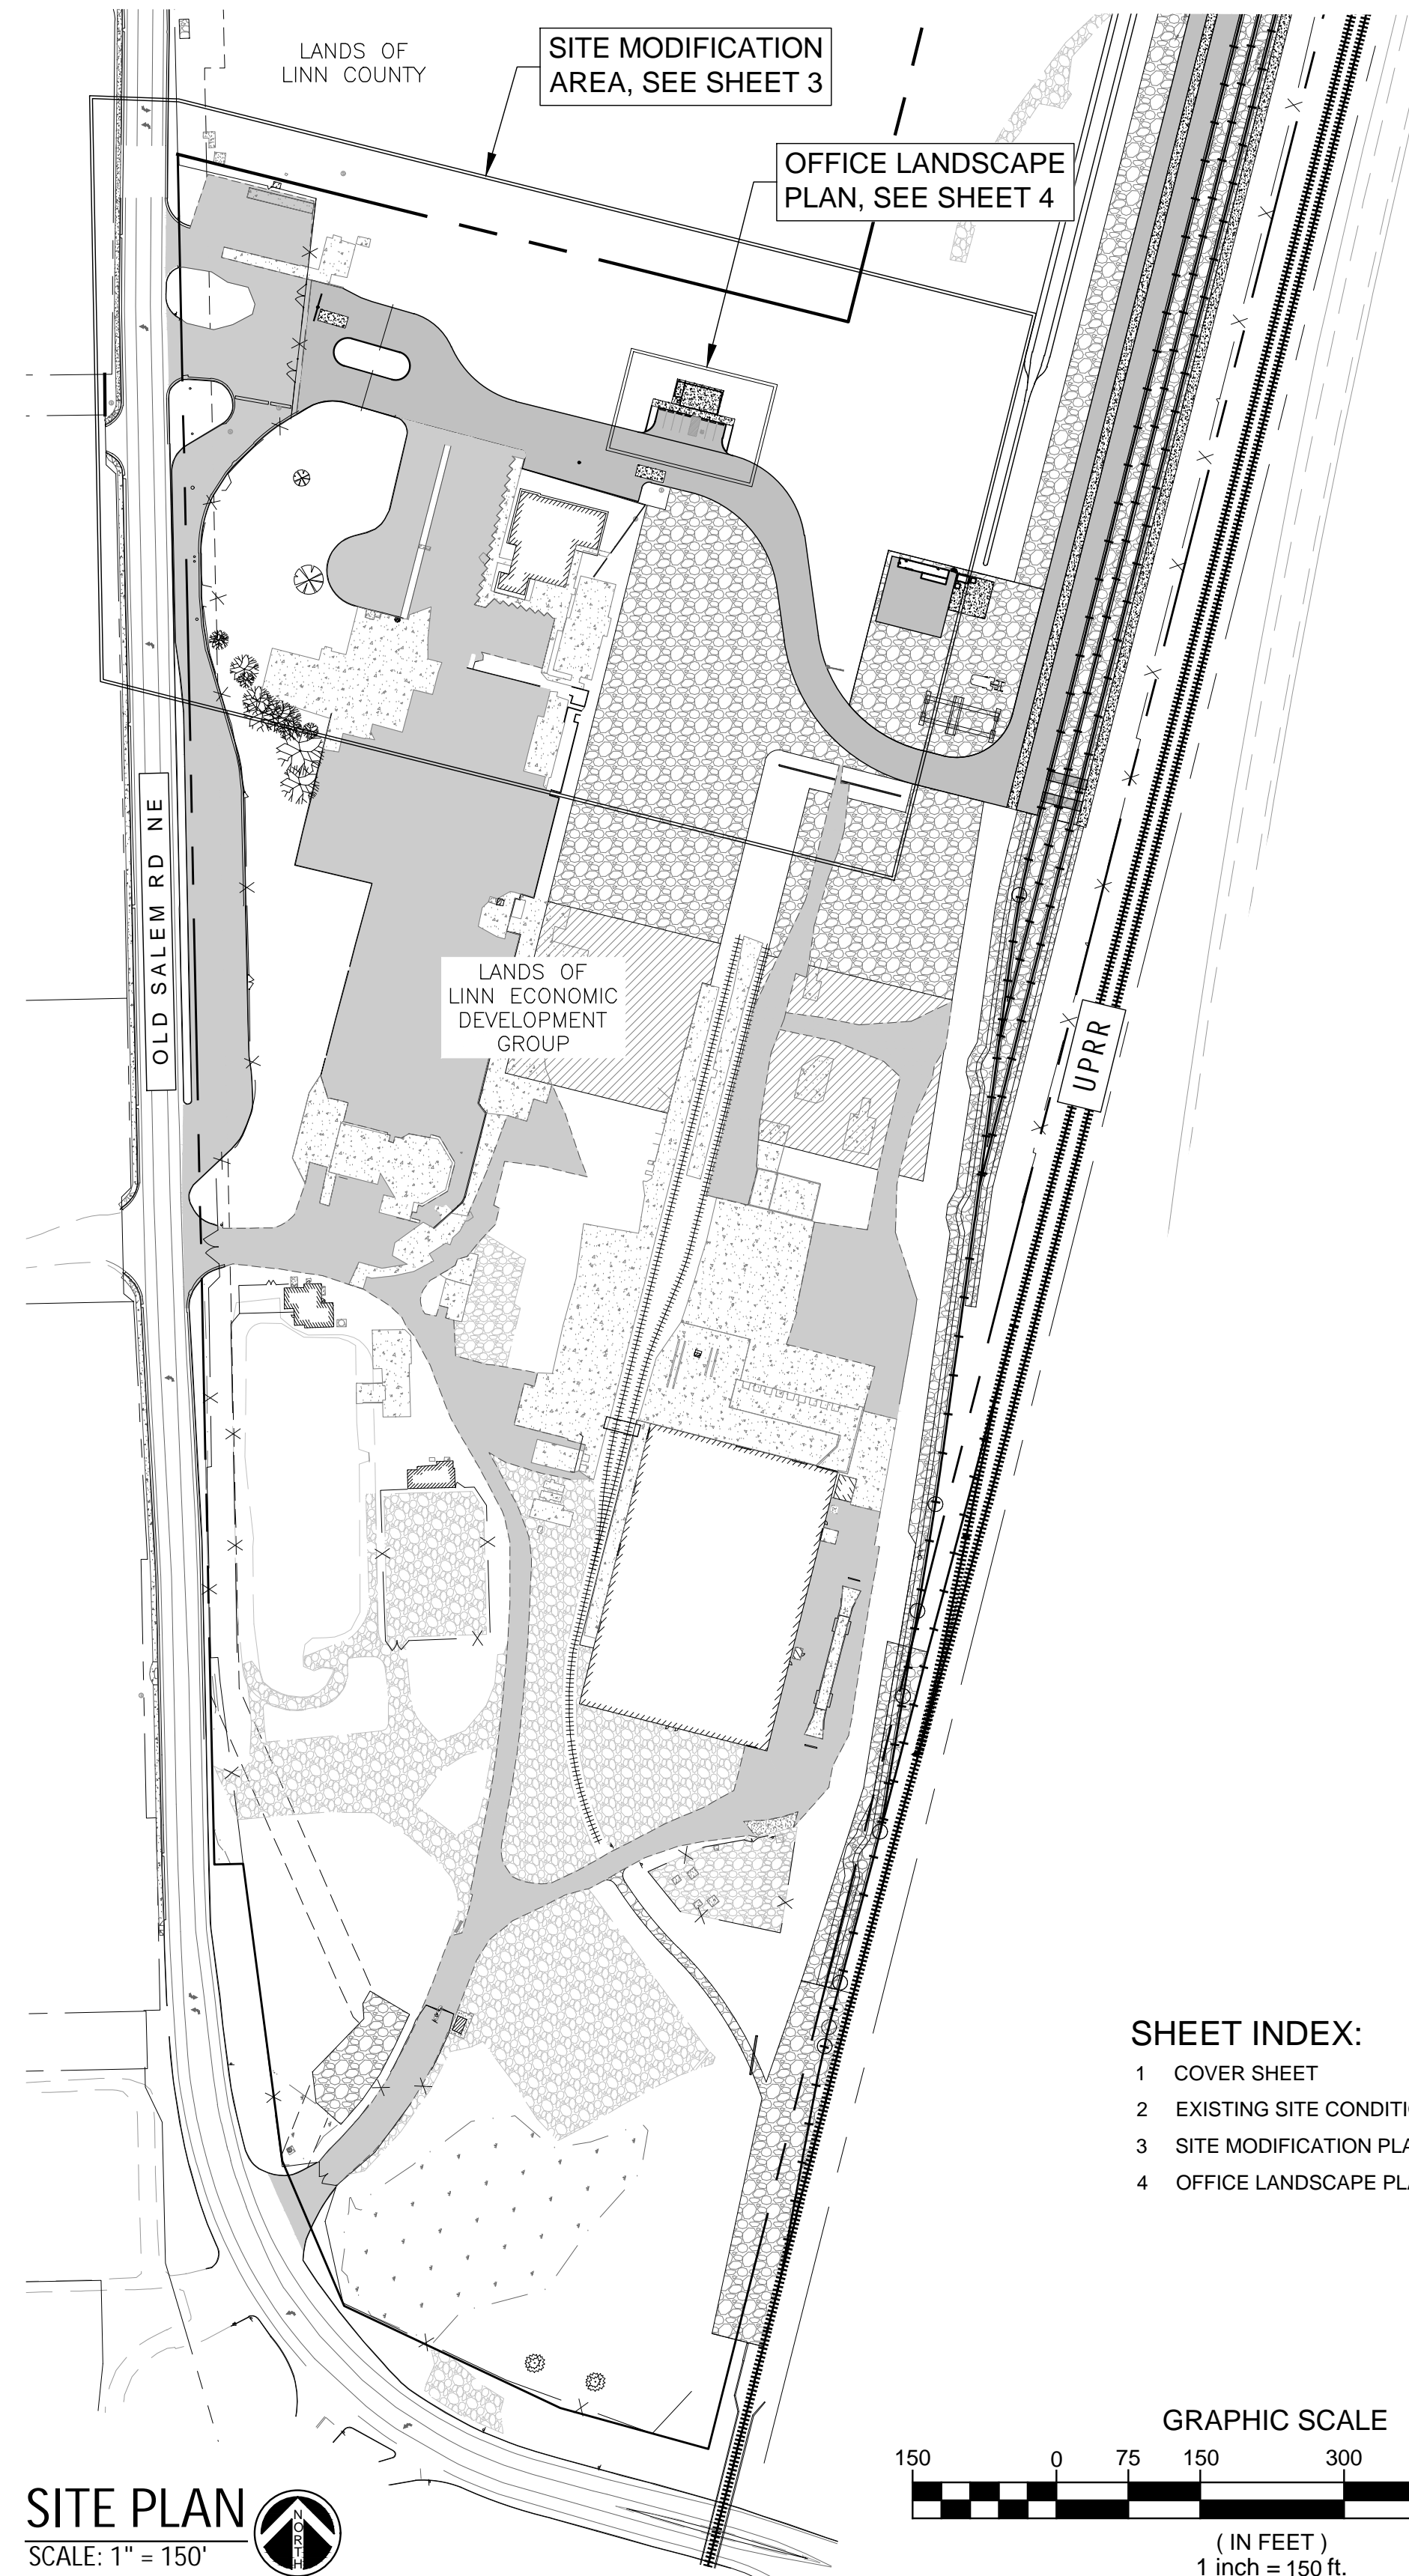 LANDS OF
LINN COUNTY
SITE MODIFICATION
AREA, SEE SHEET 3
OFFICE LANDSCAPE
PLAN, SEE SHEET 4
OLD SALEM RD NE
LANDS OF
LINN ECONOMIC
DEVELOPMENT
GROUP
UPRR
SHEET INDEX:
1 COVER SHEET
2 EXISTING SITE CONDITI
3 SITE MODIFICATION PLA
4 OFFICE LANDSCAPE PL
GRAPHIC SCALE
150 0 75 150 300
( IN FEET )
1 inch = 150 ft.
SITE PLAN
SCALE: 1" = 150'
NORTH